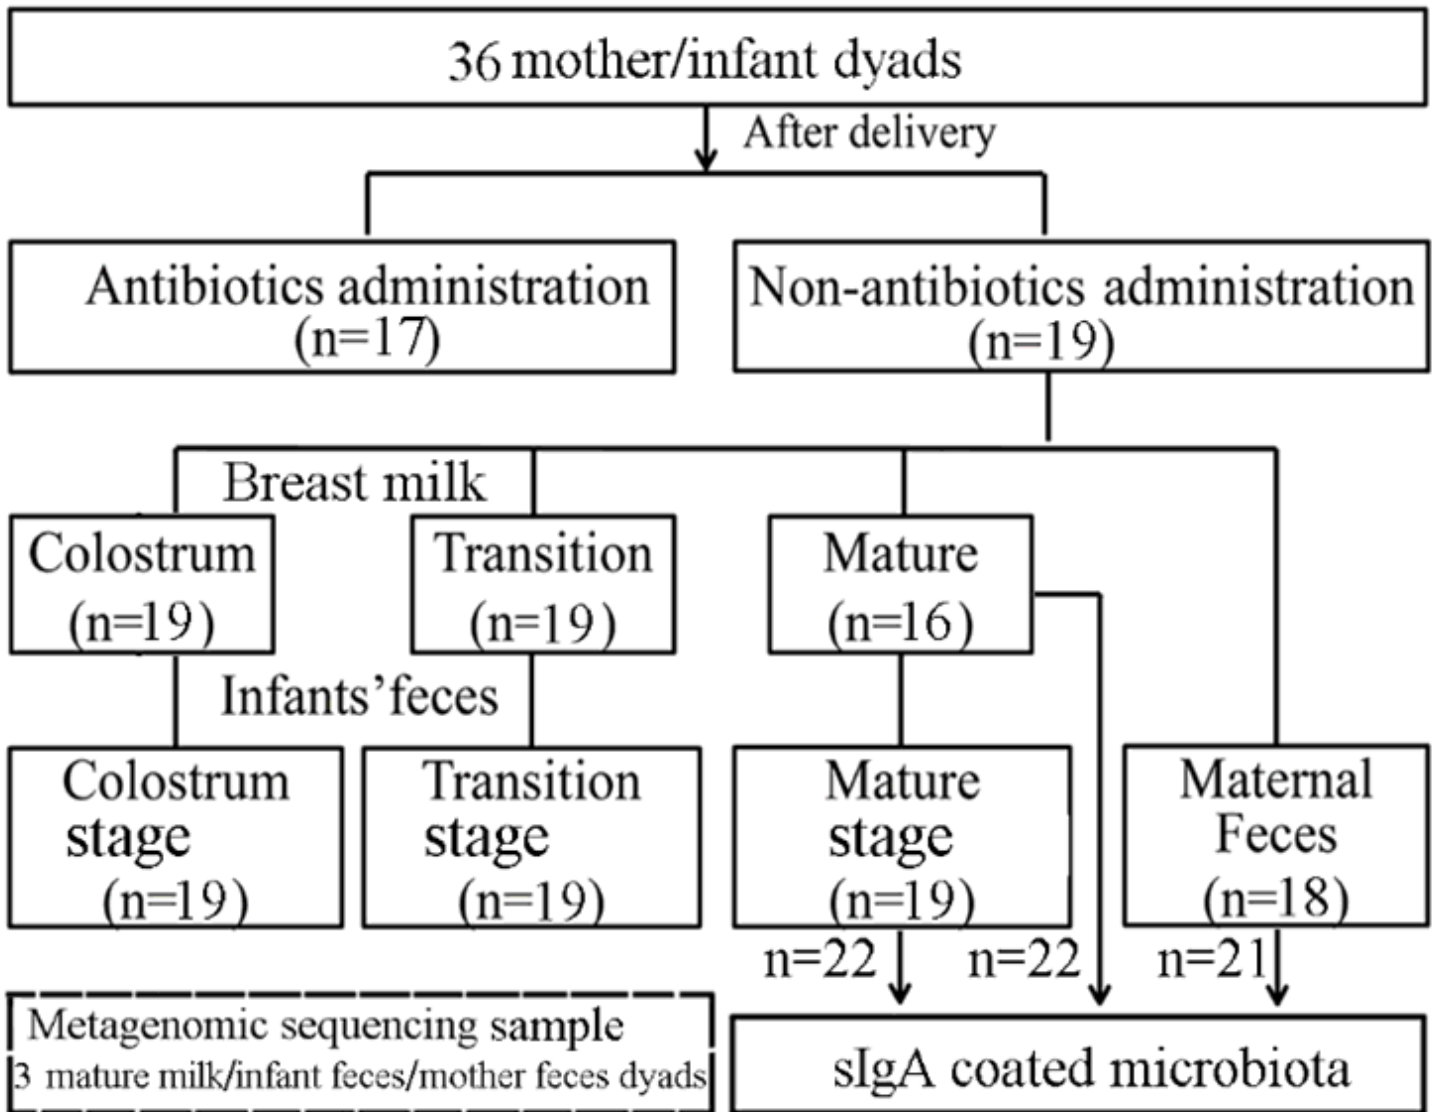 36 mother/infant dyads
After delivery
Antibiotics administration
(n=17)
Non-antibiotics administration
(n=19)
Breast milk
Colostrum
(n=19)
Transition
(n=19)
Mature
(n=16)
Infants’feces
Colostrum
stage
(n=19)
Transition
stage
(n=19)
Mature
stage
(n=19)
Maternal
Feces
(n=18)
n=22
n=22
n=21
Metagenomic sequencing sample
3 mature milk/infant feces/mother feces dyads
sIgA coated microbiota